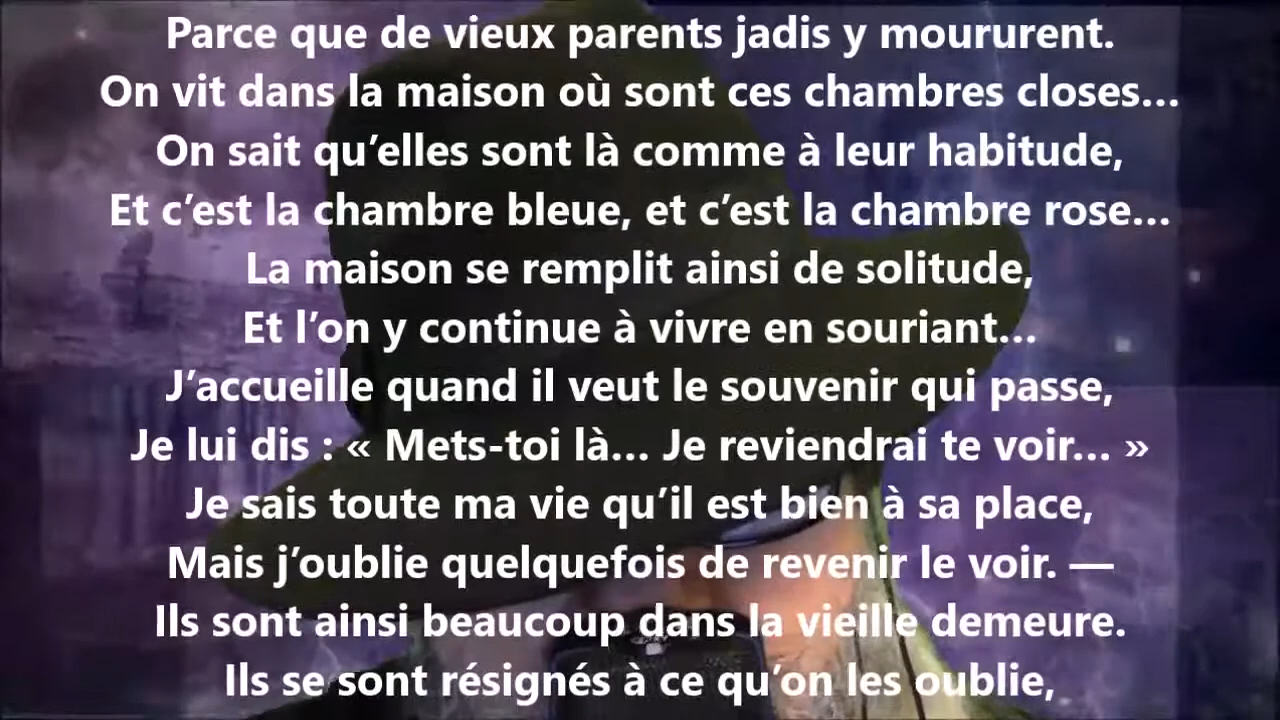 Parce que de vieux parents jadis y moururent.
On vit dans la maison où sont ces chambres closes…
On sait qu’elles sont là comme à leur habitude,
Et c’est la chambre bleue, et c’est la chambre rose…
La maison se remplit ainsi de solitude,
Et l’on y continue à vivre en souriant…
J’accueille quand il veut le souvenir qui passe,
Je lui dis : « Mets-toi là… Je reviendrai te voir… »
Je sais toute ma vie qu’il est bien à sa place,
Mais j’oublie quelquefois de revenir le voir. —
Ils sont ainsi beaucoup dans la vieille demeure.
Ils se sont résignés à ce qu’on les oublie,